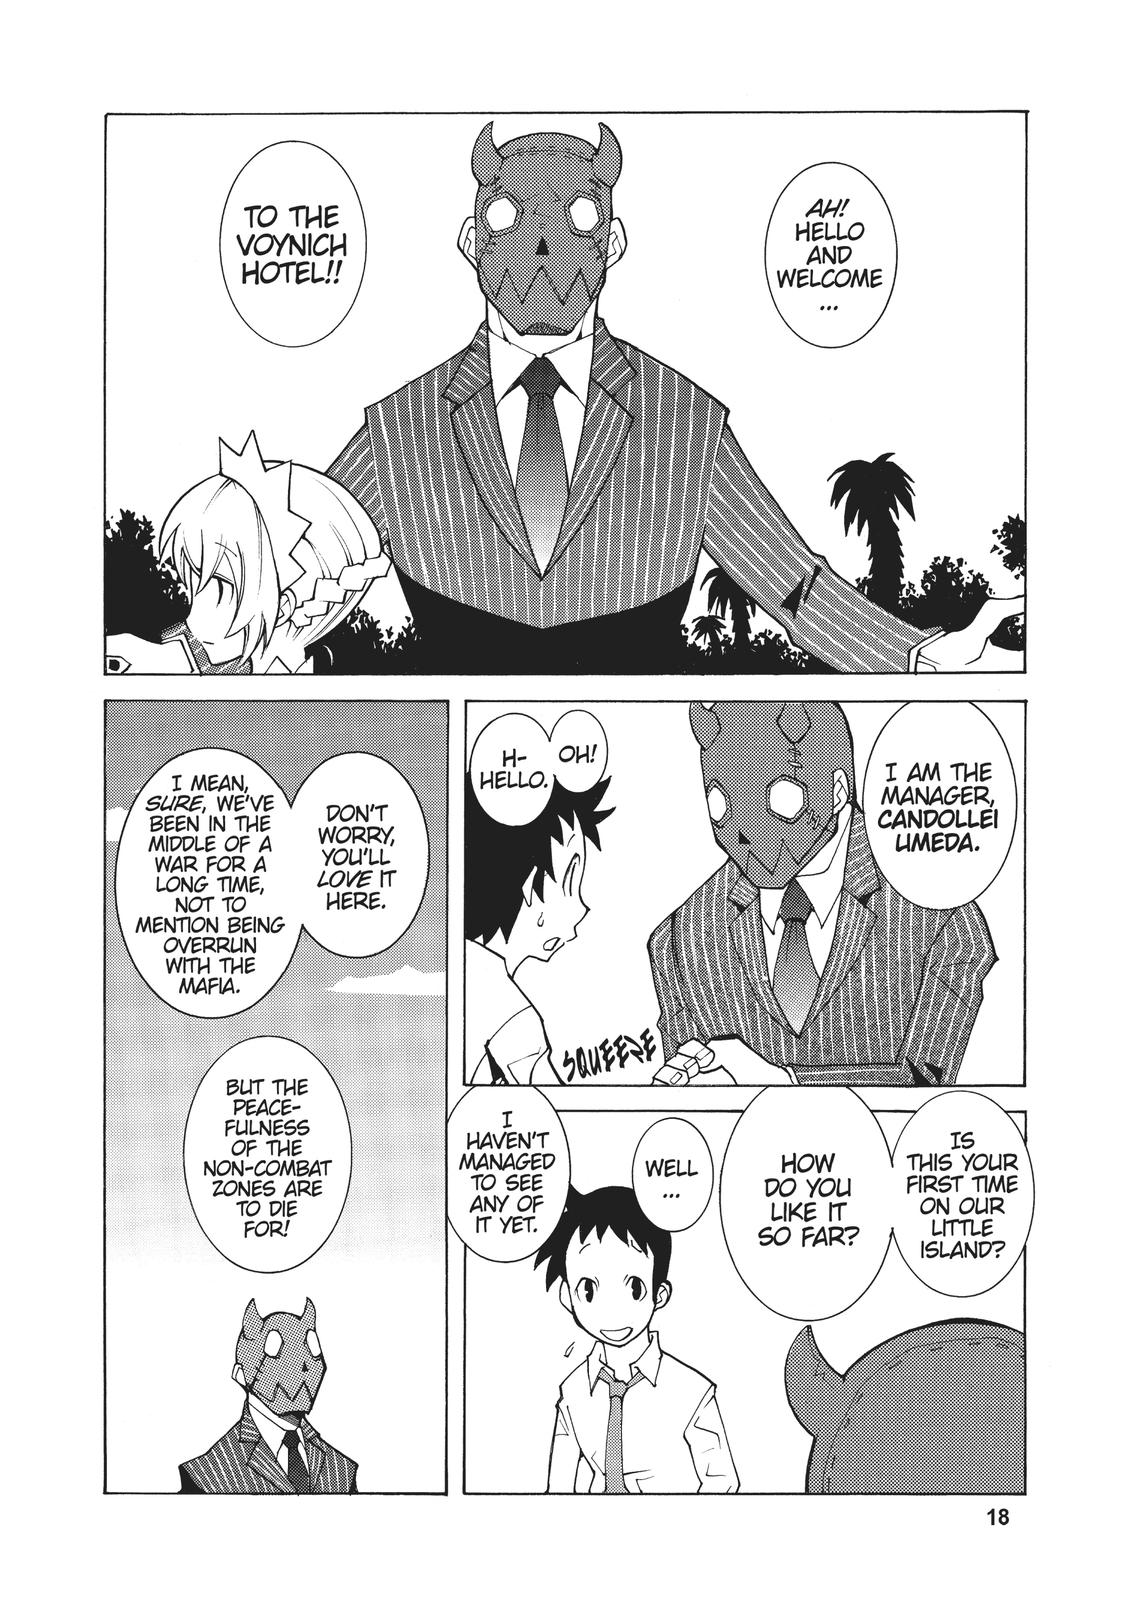 AH!
HELLO
AND
WELCOME
...
TO THE
VOYNICH
HOTEL!!
I AM THE
MANAGER,
CANDOLLEI
UMEDA.
OH!
H-
HELLO.
SQUEEZE
IS
THIS YOUR
FIRST TIME
ON OUR
LITTLE
ISLAND?
HOW
DO YOU
LIKE IT
SO FAR?
WELL
...
I
HAVEN'T
MANAGED
TO SEE
ANY OF
IT YET.
DON'T
WORRY,
YOU'LL
LOVE IT
HERE.
I MEAN,
SURE, WE'VE
BEEN IN THE
MIDDLE OF A
WAR FOR A
LONG TIME,
NOT TO
MENTION BEING
OVERRUN
WITH THE
MAFIA.
BUT THE
PEACE-
FULNESS
OF THE
NON-COMBAT
ZONES ARE
TO DIE
FOR!
18